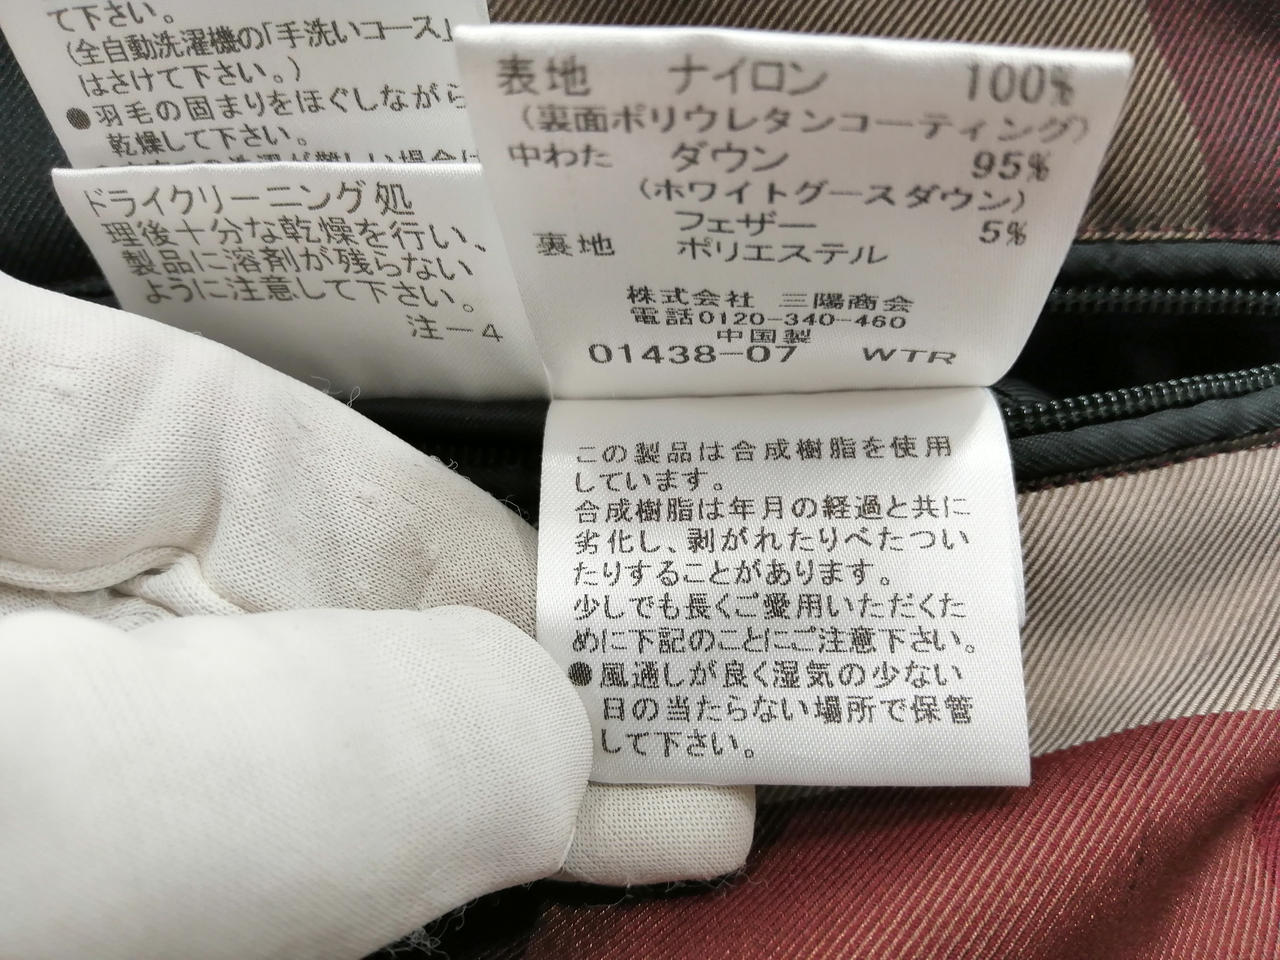 て下さい。
(全自動洗濯機の「手洗いコース」
はさけて下さい。)
●羽毛の固まりをほぐしながら
乾燥して下さい。
ドライクリーニング処
理後十分な乾燥を行い、
製品に溶剤が残らない
ように注意して下さい。
注－4
表地 ナイロン 100%
(裏面ポリウレタンコーティング)
中わた ダウン 95%
(ホワイトグースダウン)
フェザー 5%
裏地 ポリエステル
株式会社 三陽商会
電話0120-340-460
中国製
01438-07 WTR
この製品は合成樹脂を使用
しています。
合成樹脂は年月の経過と共に
劣化し、剥がれたりべたつい
たりすることがあります。
少しでも長くご愛用いただくた
めに下記のことにご注意下さい。
●風通しが良く湿気の少ない
日の当たらない場所で保管
して下さい。